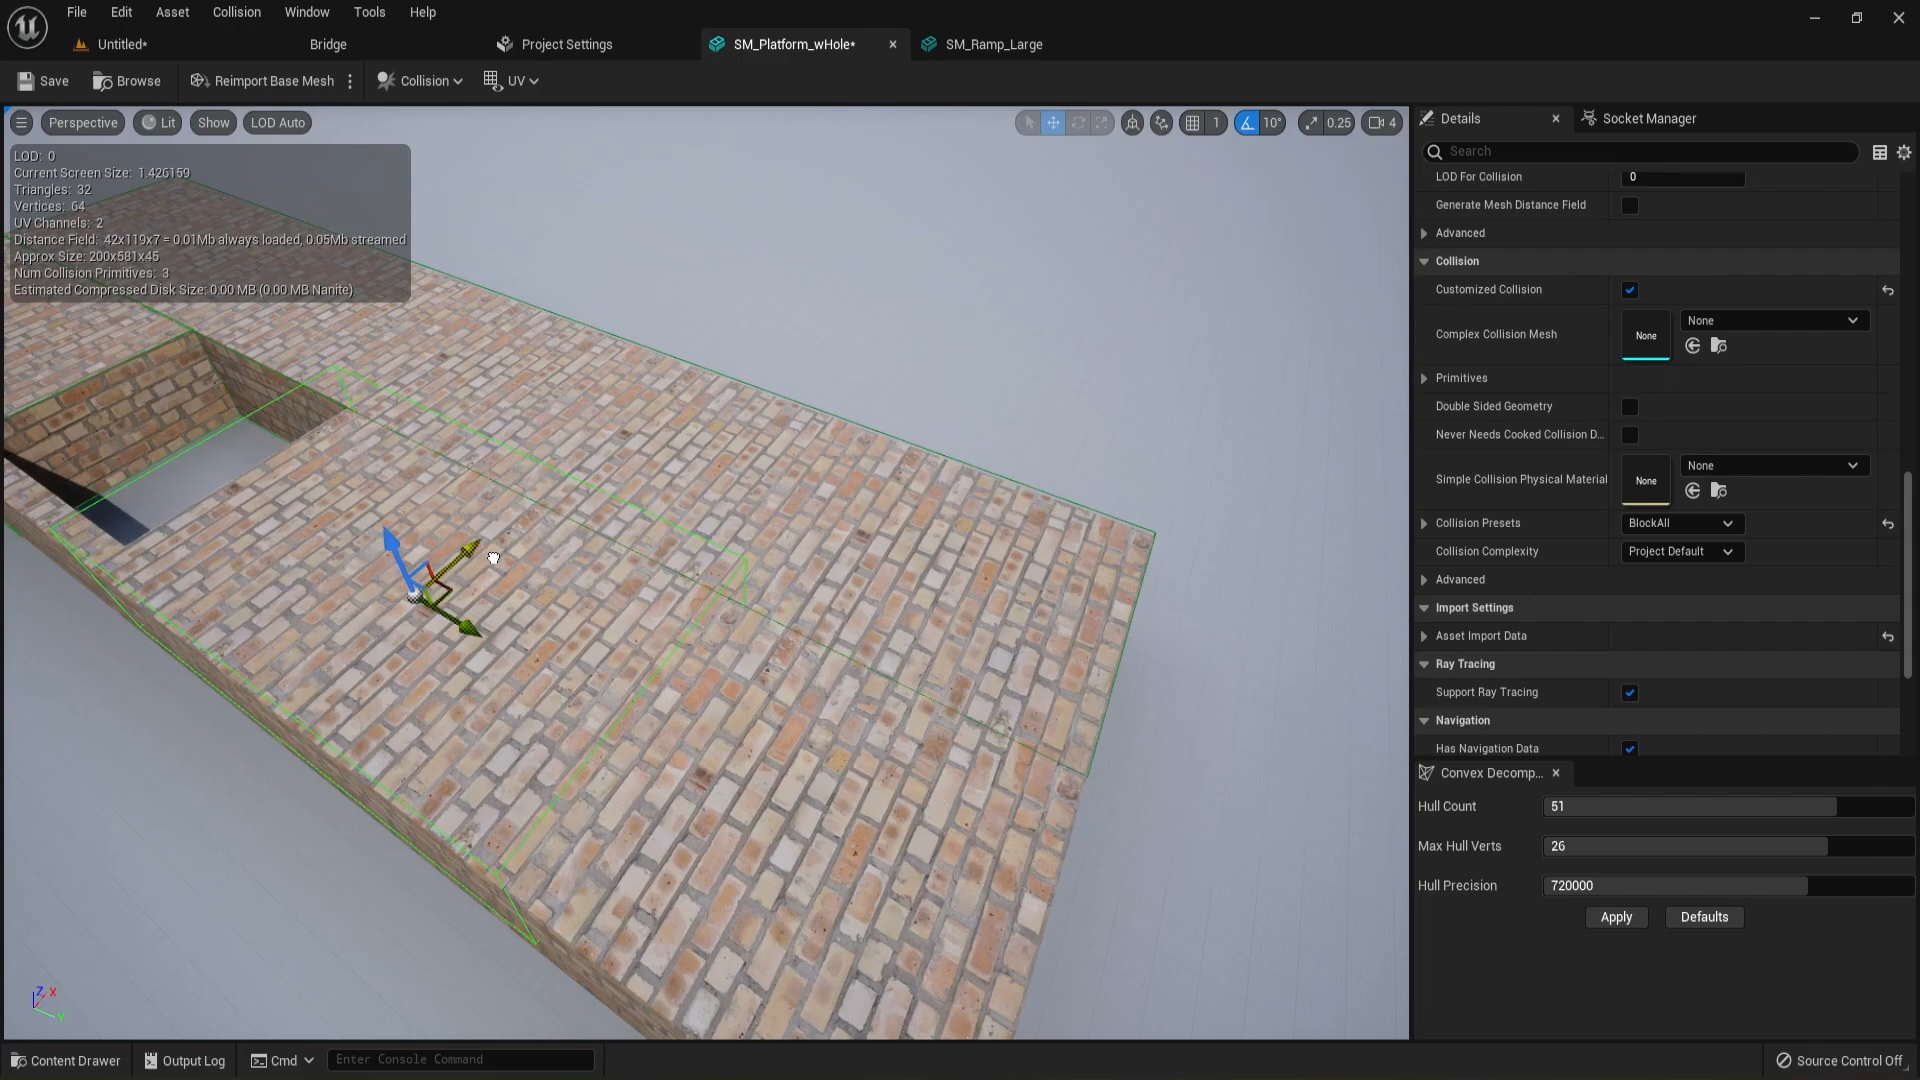 File Edit Asset Collision Window Tools Help
Untitled* Bridge Project Settings SM_Platform_wHole* SM_Ramp_Large
Save Browse Reimport Base Mesh Collision UV
Perspective Lit Show LOD Auto 1 10° 0.25 4
LOD: 0
Current Screen Size: 1.426159
Triangles: 32
Vertices: 64
UV Channels: 2
Distance Field: 42x119x7 = 0.01Mb always loaded, 0.05Mb streamed
Approx Size: 200x581x45
Num Collision Primitives: 3
Estimated Compressed Disk Size: 0.00 MB (0.00 MB Nanite)
Z X
Y
Details Socket Manager
Search
LOD For Collision 0
Generate Mesh Distance Field
Advanced
Collision
Customized Collision
Complex Collision Mesh None None
Primitives
Double Sided Geometry
Never Needs Cooked Collision D...
Simple Collision Physical Material None None
Collision Presets BlockAll
Collision Complexity Project Default
Advanced
Import Settings
Asset Import Data
Ray Tracing
Support Ray Tracing
Navigation
Has Navigation Data
Convex Decomp...
Hull Count 51
Max Hull Verts 26
Hull Precision 720000
Apply Defaults
Content Drawer Output Log Cmd Enter Console Command Source Control Off